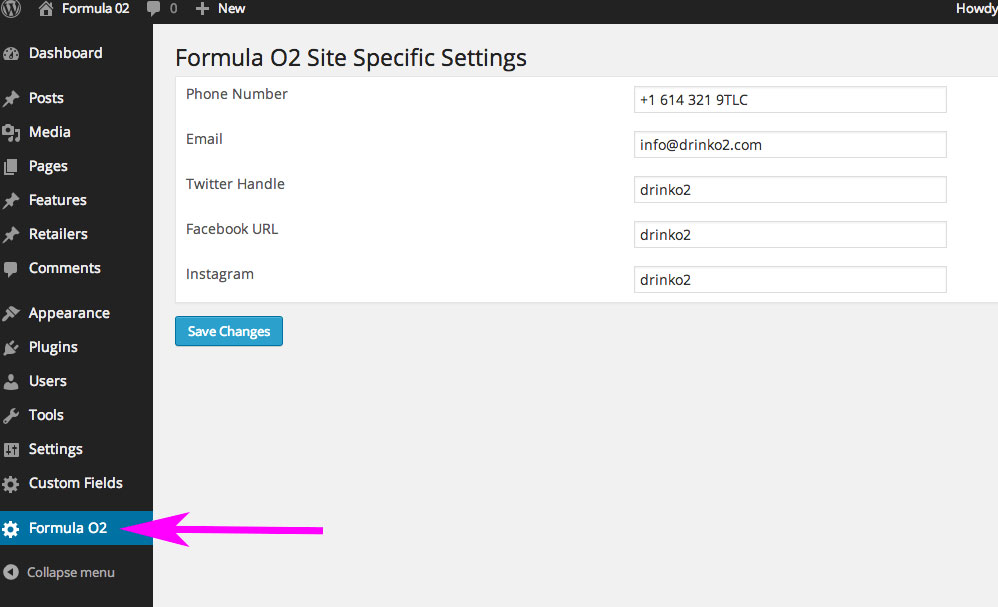 Formula 02 0 New Howdy
Dashboard
Posts
Media
Pages
Features
Retailers
Comments
Appearance
Plugins
Users
Tools
Settings
Custom Fields
Formula O2
Collapse menu
Formula O2 Site Specific Settings
Phone Number +1 614 321 9TLC
Email info@drinko2.com
Twitter Handle drinko2
Facebook URL drinko2
Instagram drinko2
Save Changes